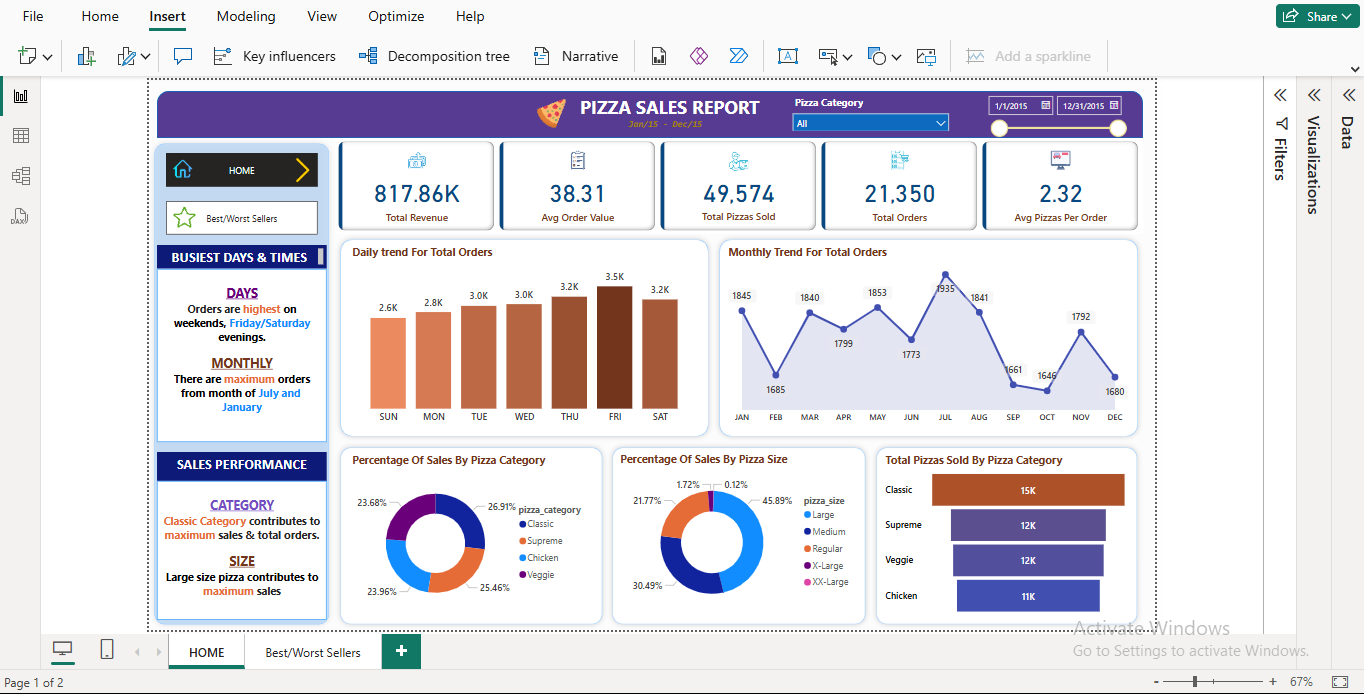 File Home Insert Modeling View Optimize Help Share
Key influencers Decomposition tree Narrative Add a sparkline
PIZZA SALES REPORT
Jan/15 - Dec/15
Pizza Category
All
1/1/2015 12/31/2015
HOME
Best/Worst Sellers
BUSIEST DAYS & TIMES
DAYS
Orders are highest on
weekends, Friday/Saturday
evenings.
MONTHLY
There are maximum orders
from month of July and
January
SALES PERFORMANCE
CATEGORY
Classic Category contributes to
maximum sales & total orders.
SIZE
Large size pizza contributes to
maximum sales
817.86K
Total Revenue
38.31
Avg Order Value
49,574
Total Pizzas Sold
21,350
Total Orders
2.32
Avg Pizzas Per Order
Daily trend For Total Orders
2.6K 2.8K 3.0K 3.0K 3.2K 3.5K 3.2K
SUN MON TUE WED THU FRI SAT
Monthly Trend For Total Orders
1845 1685 1840 1799 1853 1773 1935 1841 1661 1646 1792 1680
JAN FEB MAR APR MAY JUN JUL AUG SEP OCT NOV DEC
Percentage Of Sales By Pizza Category
23.68%
26.91%
23.96%
25.46%
pizza_category
Classic
Supreme
Chicken
Veggie
Percentage Of Sales By Pizza Size
1.72% 0.12%
21.77%
45.89%
30.49%
pizza_size
Large
Medium
Regular
X-Large
XX-Large
Total Pizzas Sold By Pizza Category
Classic 15K
Supreme 12K
Veggie 12K
Chicken 11K
Filters
Visualizations
Data
DAX
Activate Windows
Go to Settings to activate Windows.
HOME Best/Worst Sellers +
Page 1 of 2
- + 67%